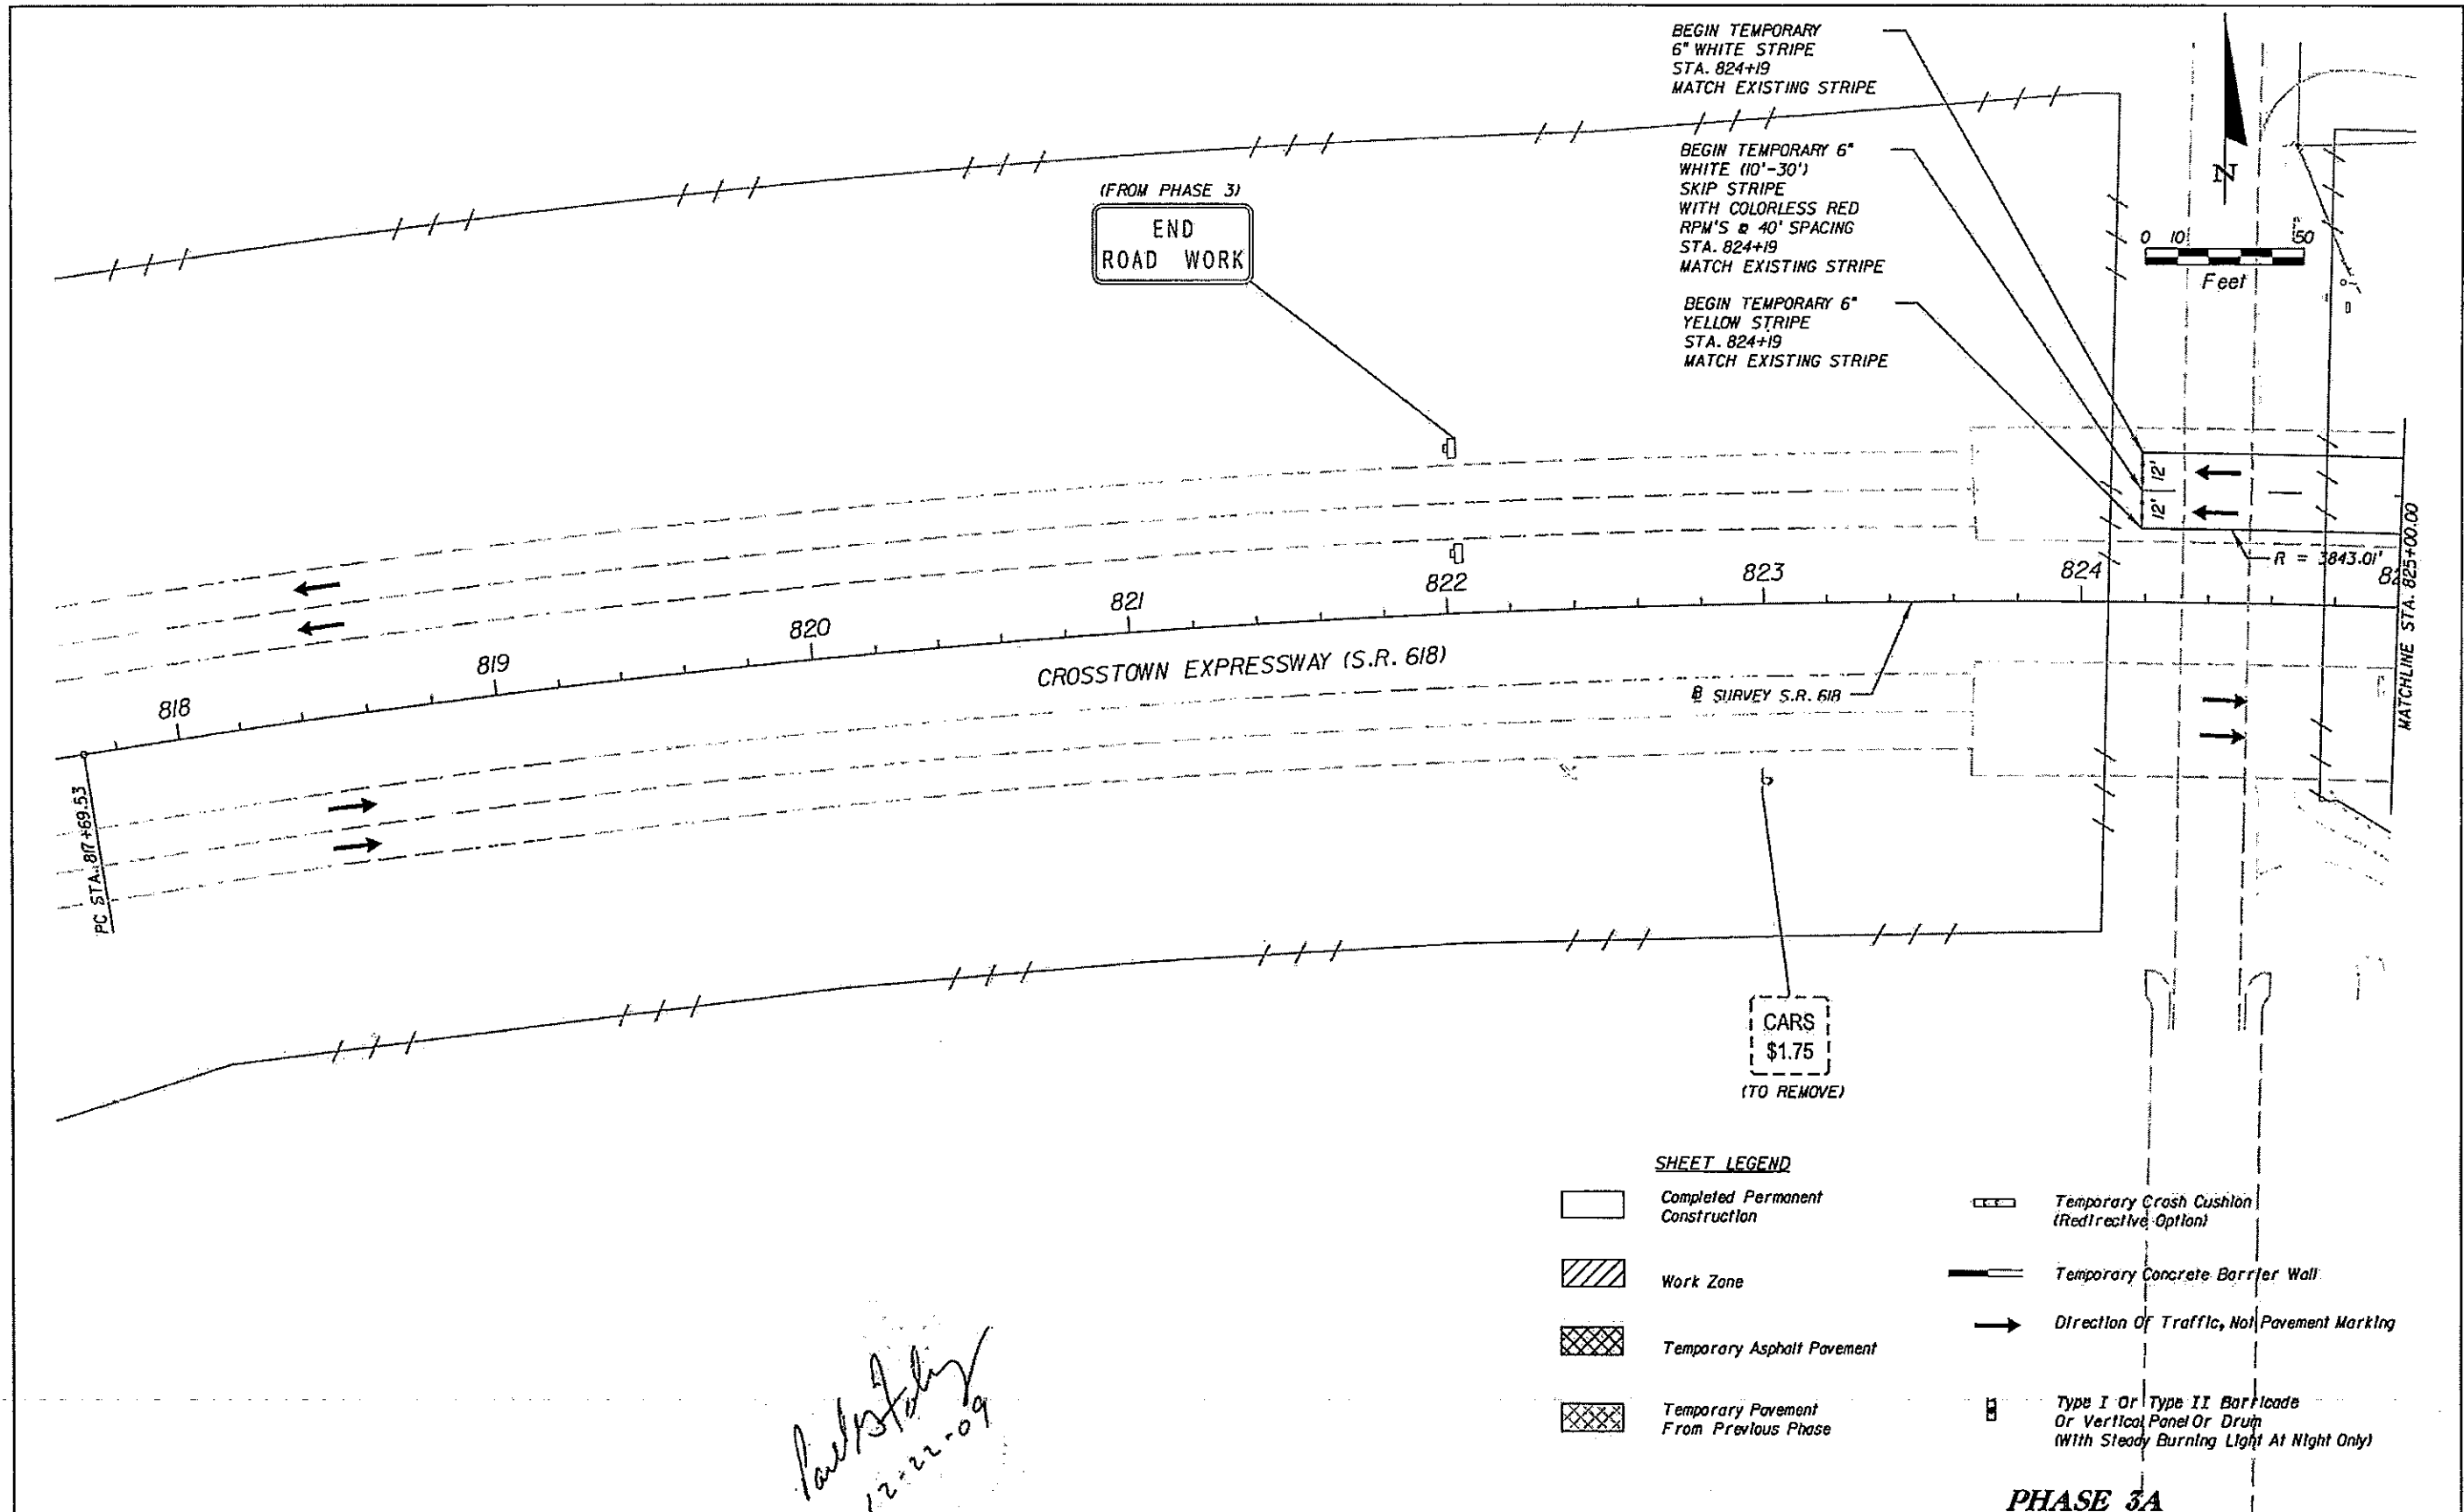 BEGIN TEMPORARY
6" WHITE STRIPE
STA. 824+19
MATCH EXISTING STRIPE
BEGIN TEMPORARY 6"
WHITE (10'-30')
SKIP STRIPE
WITH COLORLESS RED
RPM'S @ 40' SPACING
STA. 824+19
MATCH EXISTING STRIPE
BEGIN TEMPORARY 6"
YELLOW STRIPE
STA. 824+19
MATCH EXISTING STRIPE
N
0 10 50
Feet
(FROM PHASE 3)
END
ROAD WORK
12'
12'
R = 3843.01'
MATCHLINE STA. 825+00.00
818
819
820
821
822
823
824
82
CROSSTOWN EXPRESSWAY (S.R. 618)
B SURVEY S.R. 618
PC STA. 817+69.53
CARS
$1.75
(TO REMOVE)
SHEET LEGEND
Completed Permanent
Construction
Work Zone
Temporary Asphalt Pavement
Temporary Pavement
From Previous Phase
Temporary Crash Cushion
(Redirective Option)
Temporary Concrete Barrier Wall
Direction Of Traffic, Not Pavement Marking
Type I Or Type II Barricade
Or Vertical Panel Or Drum
(With Steady Burning Light At Night Only)
12-22-09
PHASE 3A